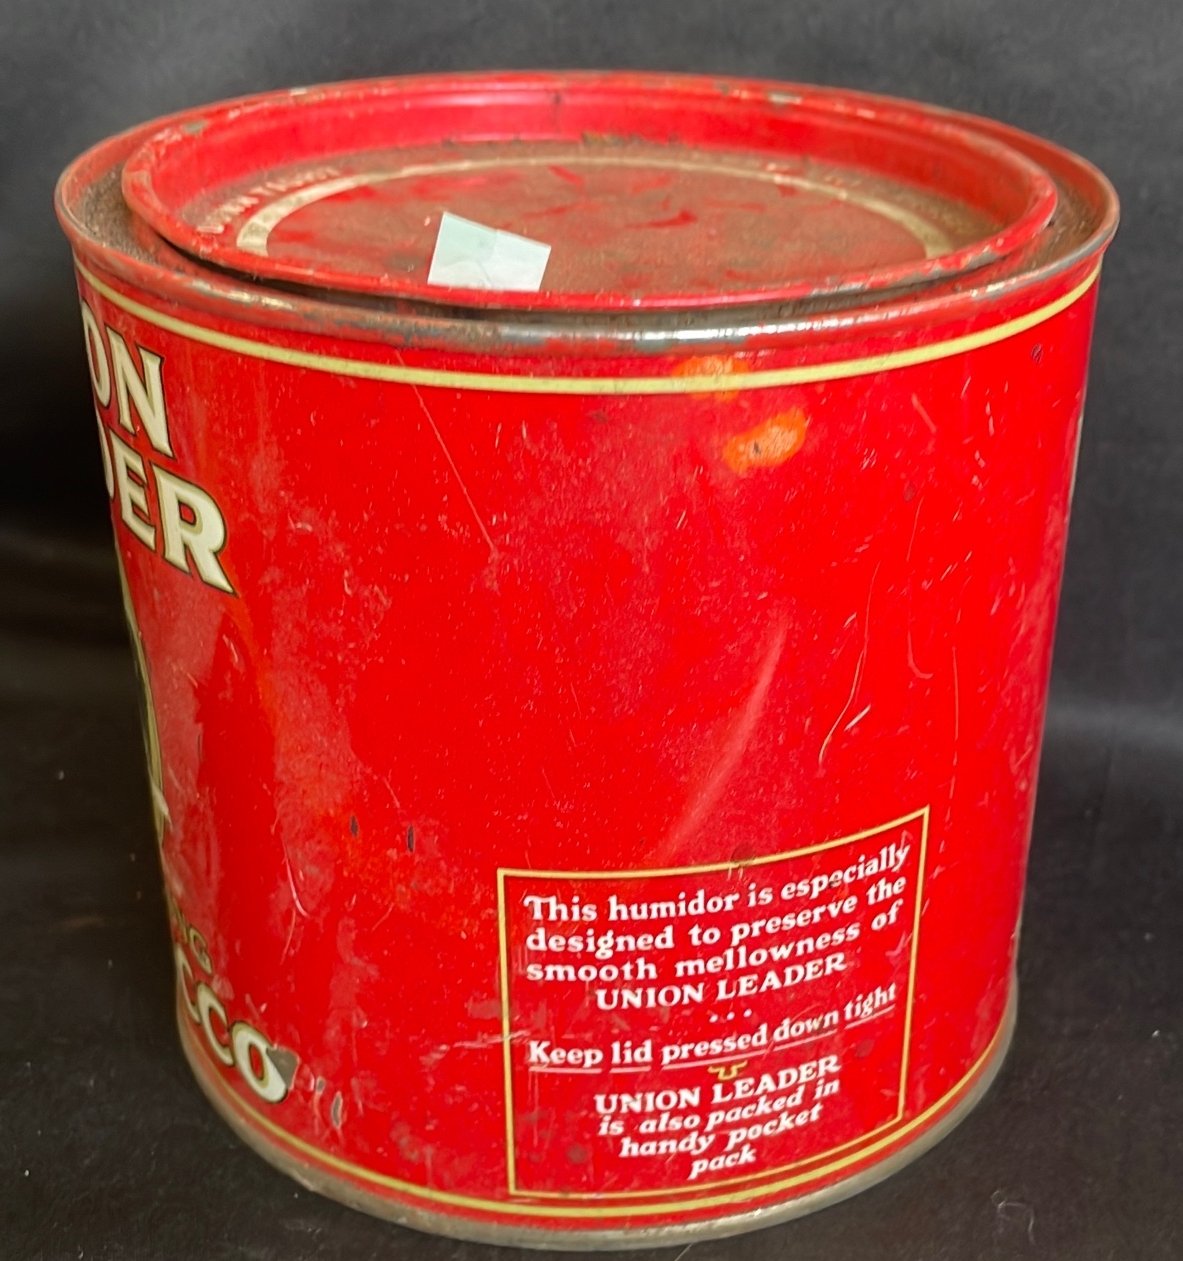 ON
DER
CO
This humidor is especially
designed to preserve the
smooth mellowness of
UNION LEADER
...
Keep lid pressed down tight
UNION LEADER
is also packed in
handy pocket
pack